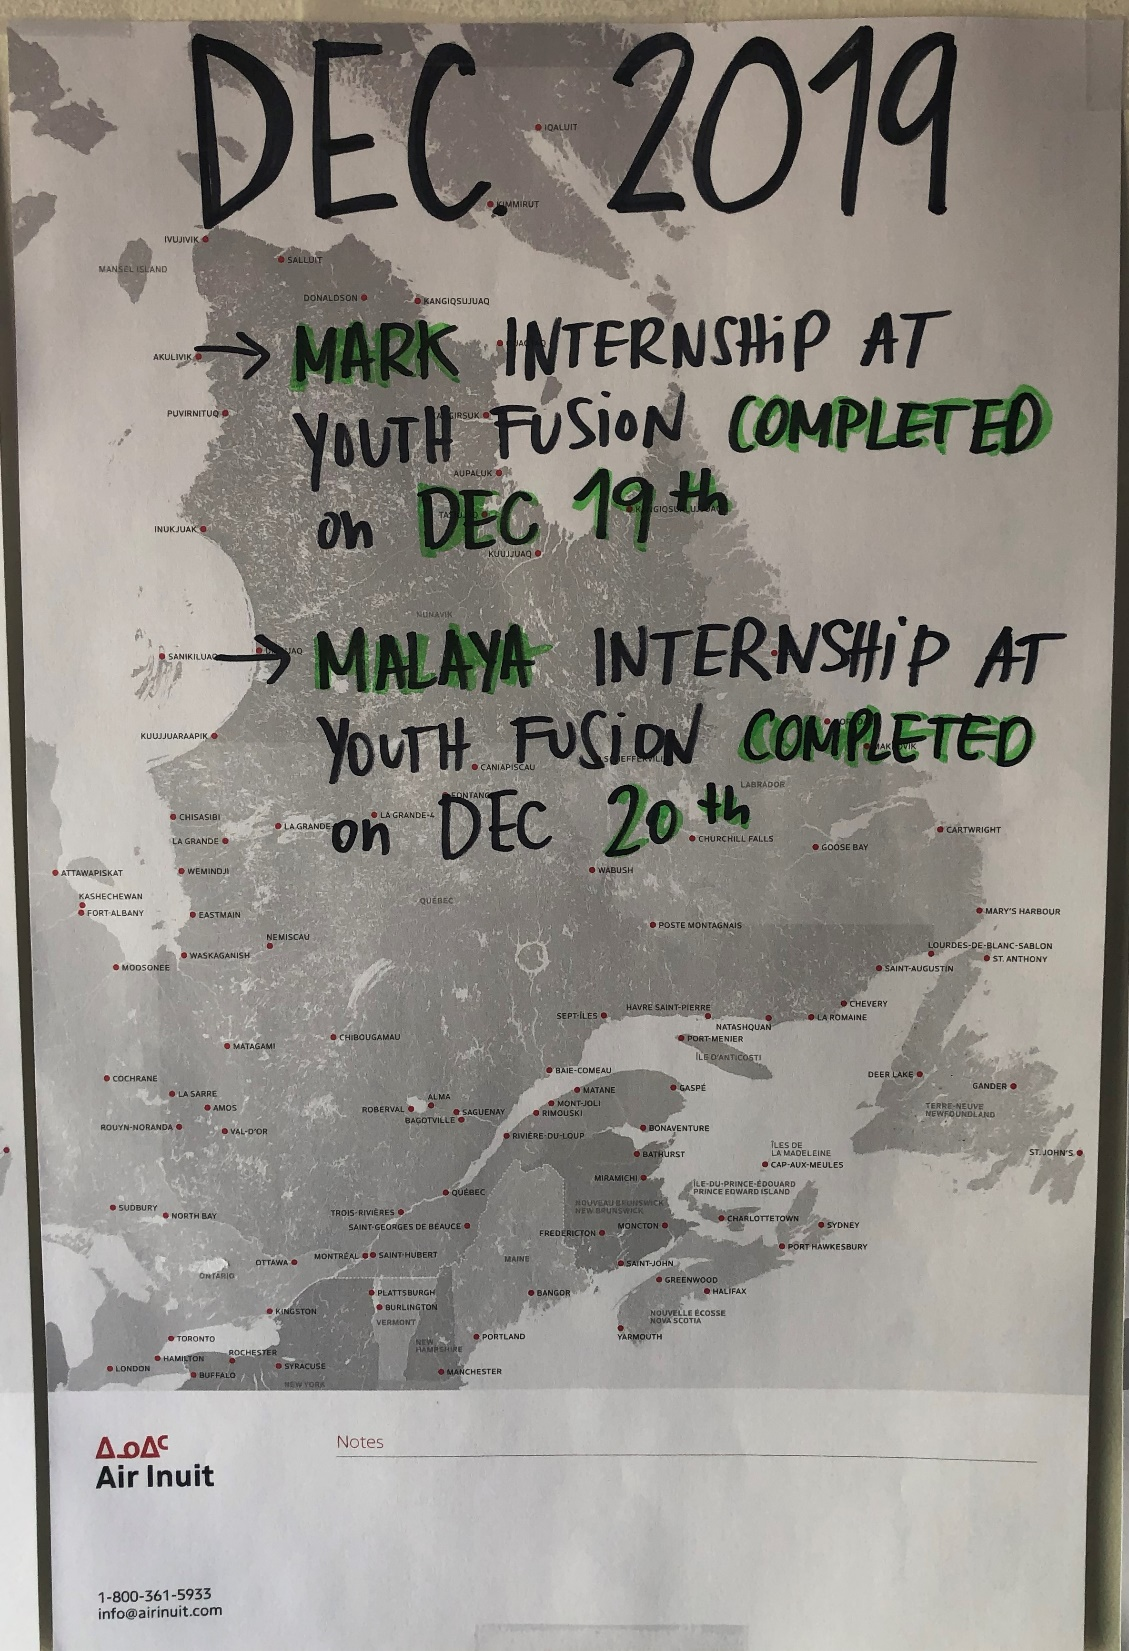 DEC. 2019
IQALUIT
KIMMIRUT
IVUJIVIK
SALLUIT
MANSEL ISLAND
DONALDSON
KANGIQSUJUAQ
→ MARK INTERNSHiP AT
AKULIVIK
PUVIRNITUQ
YOUTH FUSiON COMPLETED
AUPALUK
on DEC 19th
INUKJUAK
KUUJJUAQ
NUNAVIK
→ MALAYA INTERNSHiP AT
SANIKILUAQ
YOUTH FUSiON COMPLETED
KUUJJUARAAPIK
CANIAPISCAU
SCHEFFERVILLE
MAKKOVIK
LABRADOR
on DEC 20th
FONTANGE
CHISASIBI
LA GRANDE-4
LA GRANDE
LA GRANDE
CARTWRIGHT
CHURCHILL FALLS
GOOSE BAY
ATTAWAPISKAT
WEMINDJI
WABUSH
KASHECHEWAN
FORT ALBANY
QUÉBEC
EASTMAIN
MARY'S HARBOUR
POSTE MONTAGNAIS
NEMISCAU
LOURDES-DE-BLANC-SABLON
WASKAGANISH
ST. ANTHONY
MOOSONEE
SAINT-AUGUSTIN
CHEVERY
HAVRE SAINT-PIERRE
SEPT-ÎLES
LA ROMAINE
NATASHQUAN
CHIBOUGAMAU
PORT-MENIER
MATAGAMI
ÎLE D'ANTICOSTI
BAIE-COMEAU
DEER LAKE
COCHRANE
GANDER
MATANE
GASPÉ
LA SARRE
ALMA
MONT-JOLI
AMOS
ROBERVAL
SAGUENAY
RIMOUSKI
TERRE-NEUVE
NEWFOUNDLAND
BAGOTVILLE
ROUYN-NORANDA
VAL-D'OR
RIVIÈRE-DU-LOUP
BONAVENTURE
ÎLES DE
LA MADELEINE
BATHURST
ST. JOHN'S
CAP-AUX-MEULES
MIRAMICHI
ÎLE-DU-PRINCE-ÉDOUARD
PRINCE EDWARD ISLAND
QUÉBEC
NOUVEAU BRUNSWICK
NEW BRUNSWICK
SUDBURY
NORTH BAY
TROIS-RIVIÈRES
CHARLOTTETOWN
SAINT-GEORGES DE BEAUCE
MONCTON
SYDNEY
FREDERICTON
PORT HAWKESBURY
MONTRÉAL
SAINT-HUBERT
MAINE
OTTAWA
SAINT-JOHN
ONTARIO
GREENWOOD
PLATTSBURGH
BANGOR
HALIFAX
KINGSTON
BURLINGTON
NOUVELLE ÉCOSSE
NOVA SCOTIA
VERMONT
TORONTO
PORTLAND
YARMOUTH
NEW
HAMPSHIRE
ROCHESTER
HAMILTON
LONDON
SYRACUSE
BUFFALO
MANCHESTER
NEW YORK
ᐃᓄᐃᑦ
Air Inuit
Notes
1-800-361-5933
info@airinuit.com